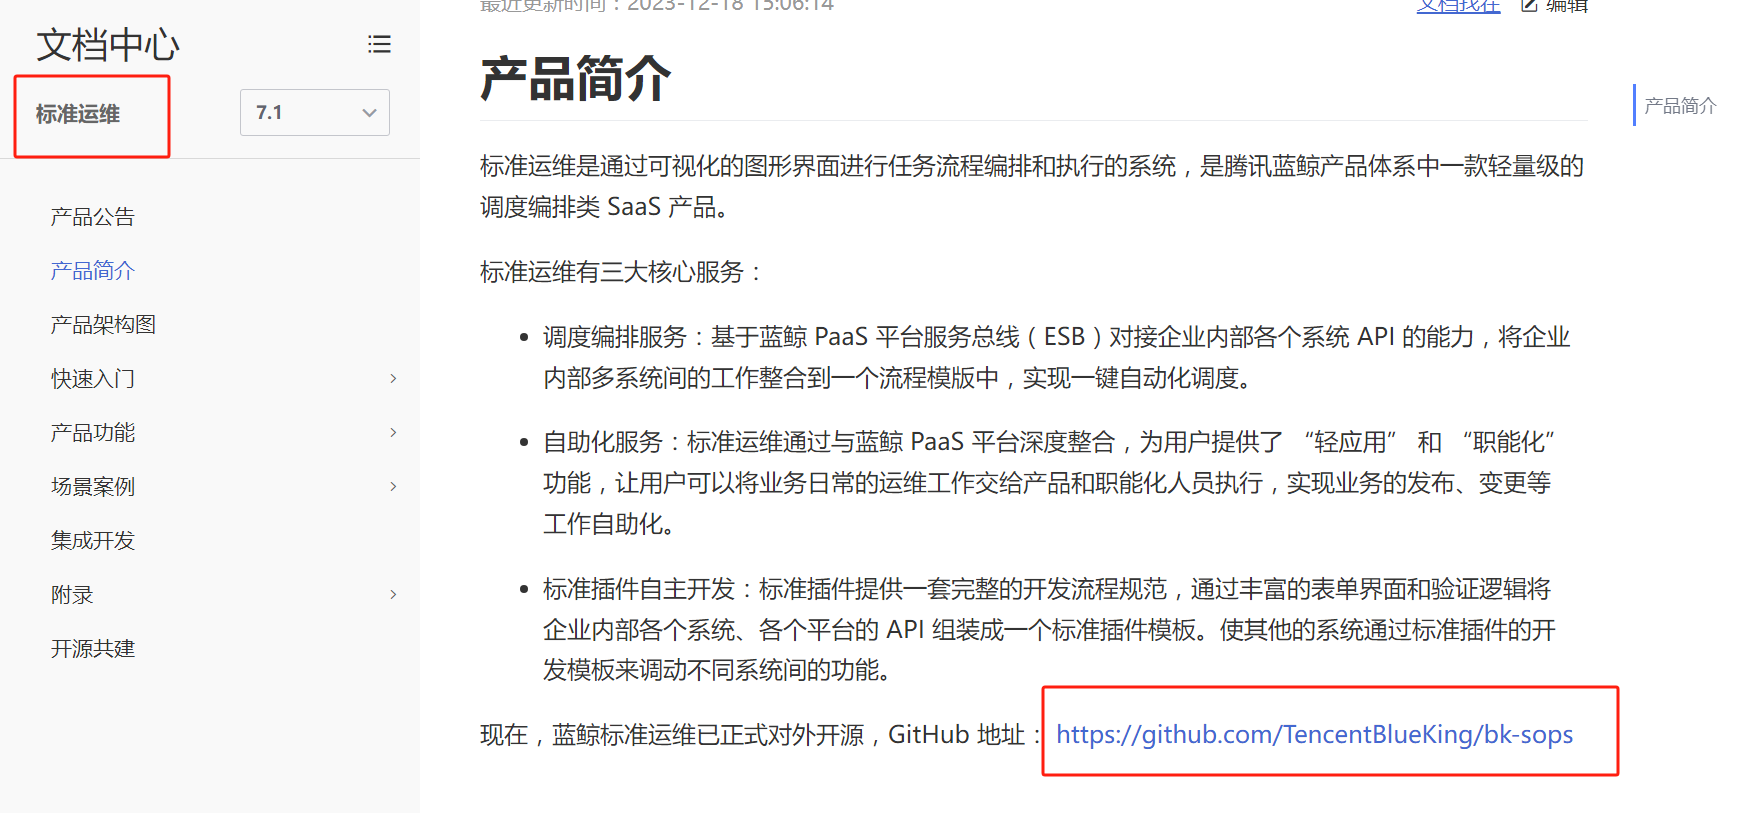 最近更新时间：2023-12-18 15:06:14
文档找茬 编辑
文档中心
标准运维 7.1
产品公告
产品简介
产品架构图
快速入门
产品功能
场景案例
集成开发
附录
开源共建
产品简介
标准运维是通过可视化的图形界面进行任务流程编排和执行的系统，是腾讯蓝鲸产品体系中一款轻量级的
调度编排类 SaaS 产品。
标准运维有三大核心服务：
• 调度编排服务：基于蓝鲸 PaaS 平台服务总线（ESB）对接企业内部各个系统 API 的能力，将企业
内部多系统间的工作整合到一个流程模版中，实现一键自动化调度。
• 自助化服务：标准运维通过与蓝鲸 PaaS 平台深度整合，为用户提供了 “轻应用” 和 “职能化”
功能，让用户可以将业务日常的运维工作交给产品和职能化人员执行，实现业务的发布、变更等
工作自助化。
• 标准插件自主开发：标准插件提供一套完整的开发流程规范，通过丰富的表单界面和验证逻辑将
企业内部各个系统、各个平台的 API 组装成一个标准插件模板。使其他的系统通过标准插件的开
发模板来调动不同系统间的功能。
现在，蓝鲸标准运维已正式对外开源，GitHub 地址：https://github.com/TencentBlueKing/bk-sops
产品简介